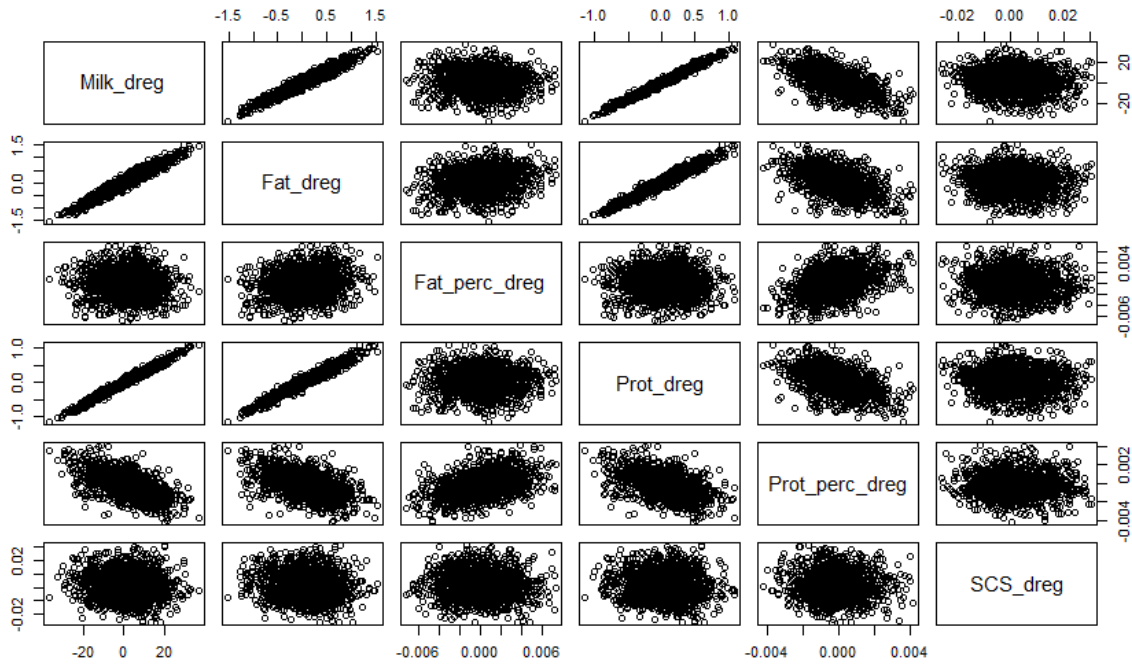 -1.5 -0.5 0.5 1.5 -1.0 0.0 0.5 1.0 -0.02 0.00 0.02
Milk_dreg
-20 20
-1.5 0.0 1.5
Fat_dreg
Fat_perc_dreg
-0.006 0.004
-1.0 0.0 1.0
Prot_dreg
Prot_perc_dreg
-0.004 0.002
-0.02 0.02
SCS_dreg
-20 0 20 -0.006 0.000 0.006 -0.004 0.000 0.004